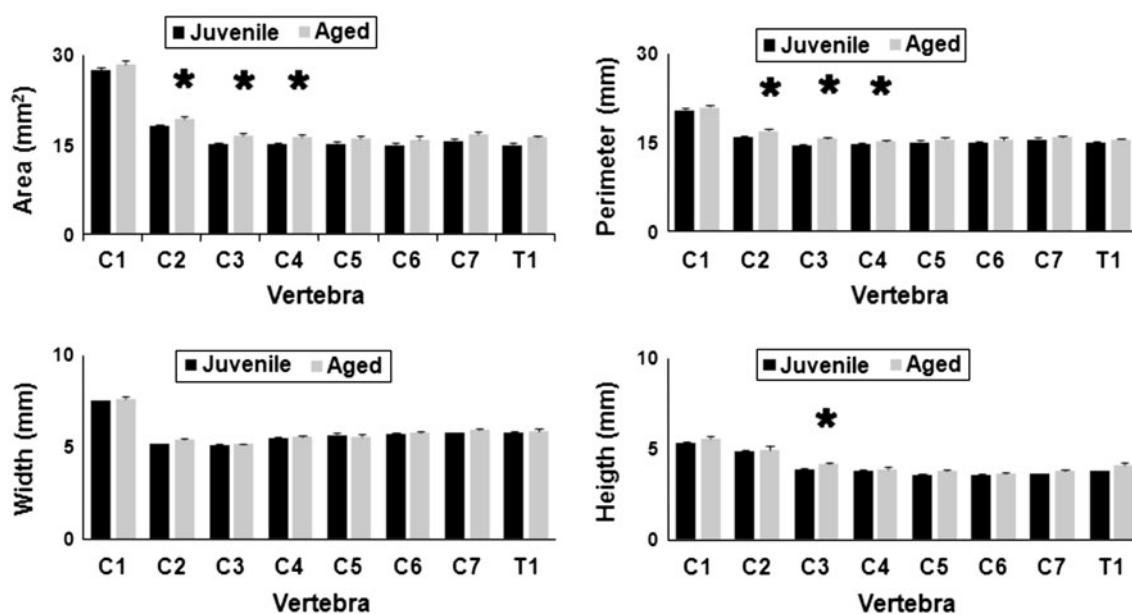 Juvenile Aged
30
15
0
Area (mm²)
* * *
C1 C2 C3 C4 C5 C6 C7 T1
Vertebra
Juvenile Aged
30
15
0
Perimeter (mm)
* * *
C1 C2 C3 C4 C5 C6 C7 T1
Vertebra
Juvenile Aged
10
5
0
Width (mm)
C1 C2 C3 C4 C5 C6 C7 T1
Vertebra
Juvenile Aged
10
5
0
Heigth (mm)
*
C1 C2 C3 C4 C5 C6 C7 T1
Vertebra